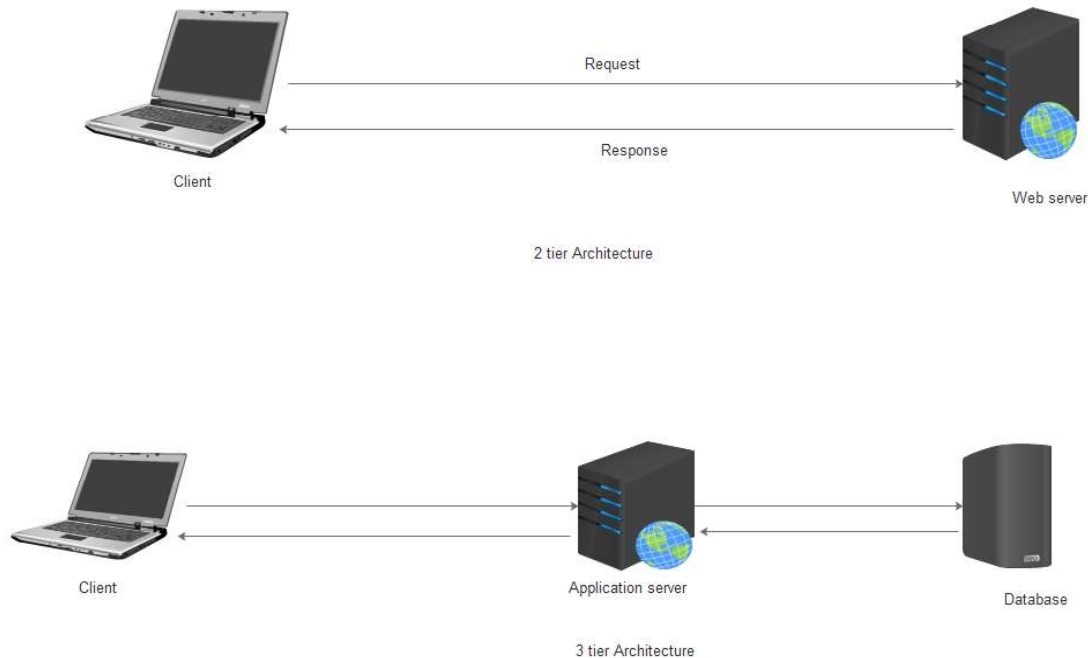 Request
Response
Client
Web server
2 tier Architecture
Client
Application server
Database
3 tier Architecture